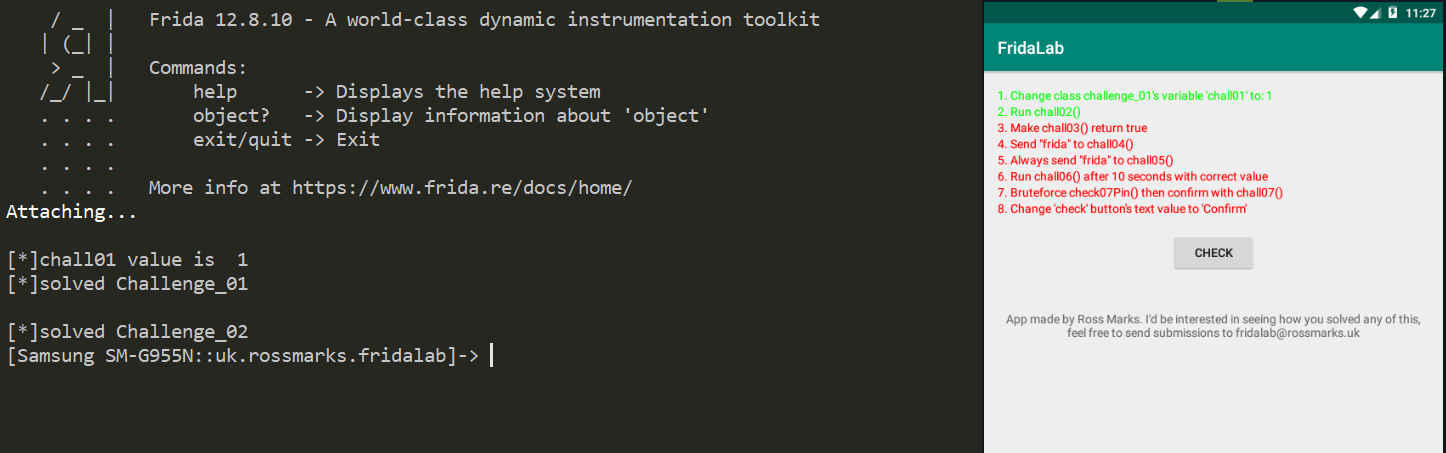 / _  |   Frida 12.8.10 - A world-class dynamic instrumentation toolkit
| (_| |
> _  |   Commands:
/_/ |_|       help      -> Displays the help system
. . . .       object?   -> Display information about 'object'
. . . .       exit/quit -> Exit
. . . .
. . . .   More info at https://www.frida.re/docs/home/
Attaching...
[*]chall01 value is  1
[*]solved Challenge_01
[*]solved Challenge_02
[Samsung SM-G955N::uk.rossmarks.fridalab]->
11:27
FridaLab
1. Change class challenge_01's variable 'chall01' to: 1
2. Run chall02()
3. Make chall03() return true
4. Send "frida" to chall04()
5. Always send "frida" to chall05()
6. Run chall06() after 10 seconds with correct value
7. Bruteforce check07Pin() then confirm with chall07()
8. Change 'check' button's text value to 'Confirm'
CHECK
App made by Ross Marks. I'd be interested in seeing how you solved any of this,
feel free to send submissions to fridalab@rossmarks.uk